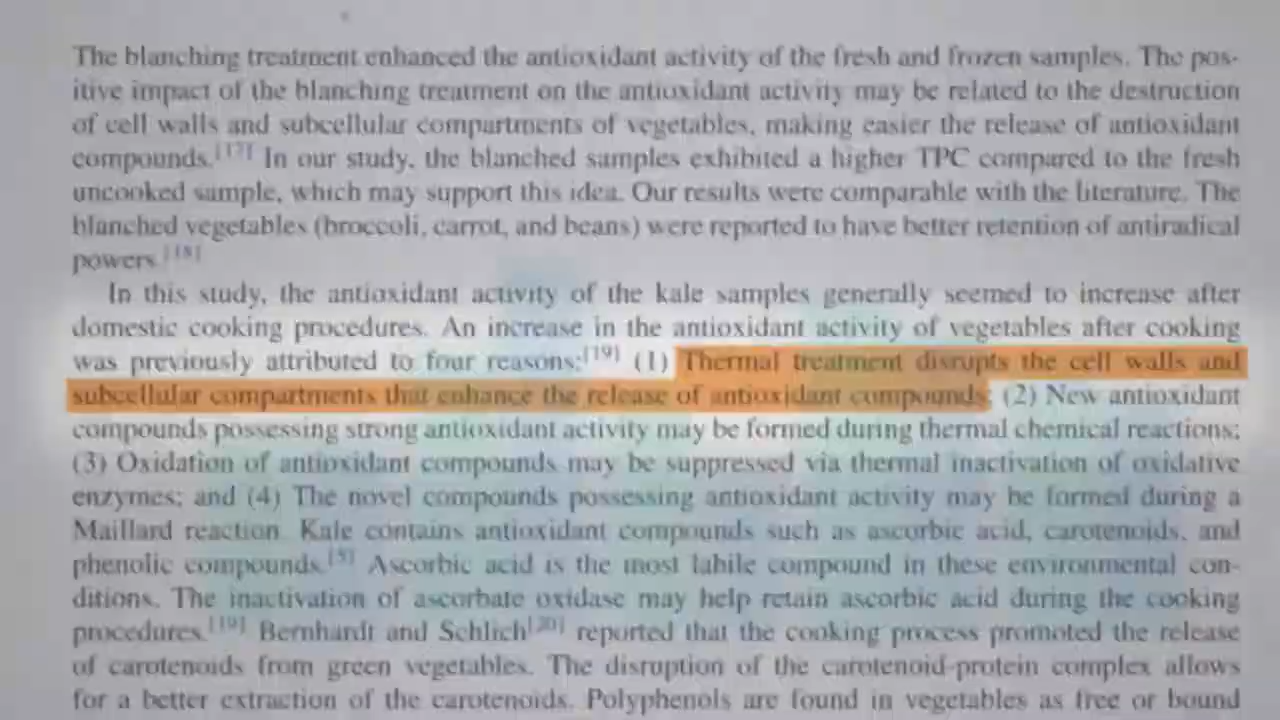 The blanching treatment enhanced the antioxidant activity of the fresh and frozen samples. The pos-
itive impact of the blanching treatment on the antioxidant activity may be related to the destruction
of cell walls and subcellular compartments of vegetables, making easier the release of antioxidant
compounds.[17] In our study, the blanched samples exhibited a higher TPC compared to the fresh
uncooked sample, which may support this idea. Our results were comparable with the literature. The
blanched vegetables (broccoli, carrot, and beans) were reported to have better retention of antiradical
powers.[18]
In this study, the antioxidant activity of the kale samples generally seemed to increase after
domestic cooking procedures. An increase in the antioxidant activity of vegetables after cooking
was previously attributed to four reasons:[19] (1) Thermal treatment disrupts the cell walls and
subcellular compartments that enhance the release of antioxidant compounds; (2) New antioxidant
compounds possessing strong antioxidant activity may be formed during thermal chemical reactions;
(3) Oxidation of antioxidant compounds may be suppressed via thermal inactivation of oxidative
enzymes; and (4) The novel compounds possessing antioxidant activity may be formed during a
Maillard reaction. Kale contains antioxidant compounds such as ascorbic acid, carotenoids, and
phenolic compounds.[5] Ascorbic acid is the most labile compound in these environmental con-
ditions. The inactivation of ascorbate oxidase may help retain ascorbic acid during the cooking
procedures.[19] Bernhardt and Schlich[20] reported that the cooking process promoted the release
of carotenoids from green vegetables. The disruption of the carotenoid-protein complex allows
for a better extraction of the carotenoids. Polyphenols are found in vegetables as free or bound